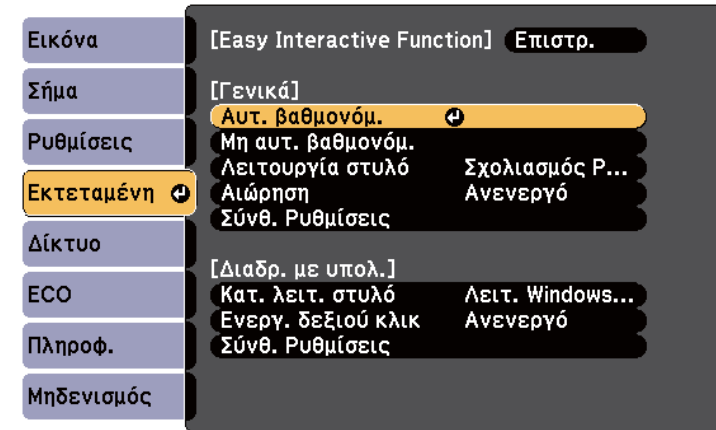 Εικόνα
Σήμα
Ρυθμίσεις
Εκτεταμένη
Δίκτυο
ECO
Πληροφ.
Μηδενισμός
[Easy Interactive Function] Επιστρ.
[Γενικά]
Αυτ. βαθμονόμ.
Μη αυτ. βαθμονόμ.
Λειτουργία στυλό Σχολιασμός P...
Αιώρηση Ανενεργό
Σύνθ. Ρυθμίσεις
[Διαδρ. με υπολ.]
Κατ. λειτ. στυλό Λειτ. Windows...
Ενεργ. δεξιού κλικ Ανενεργό
Σύνθ. Ρυθμίσεις